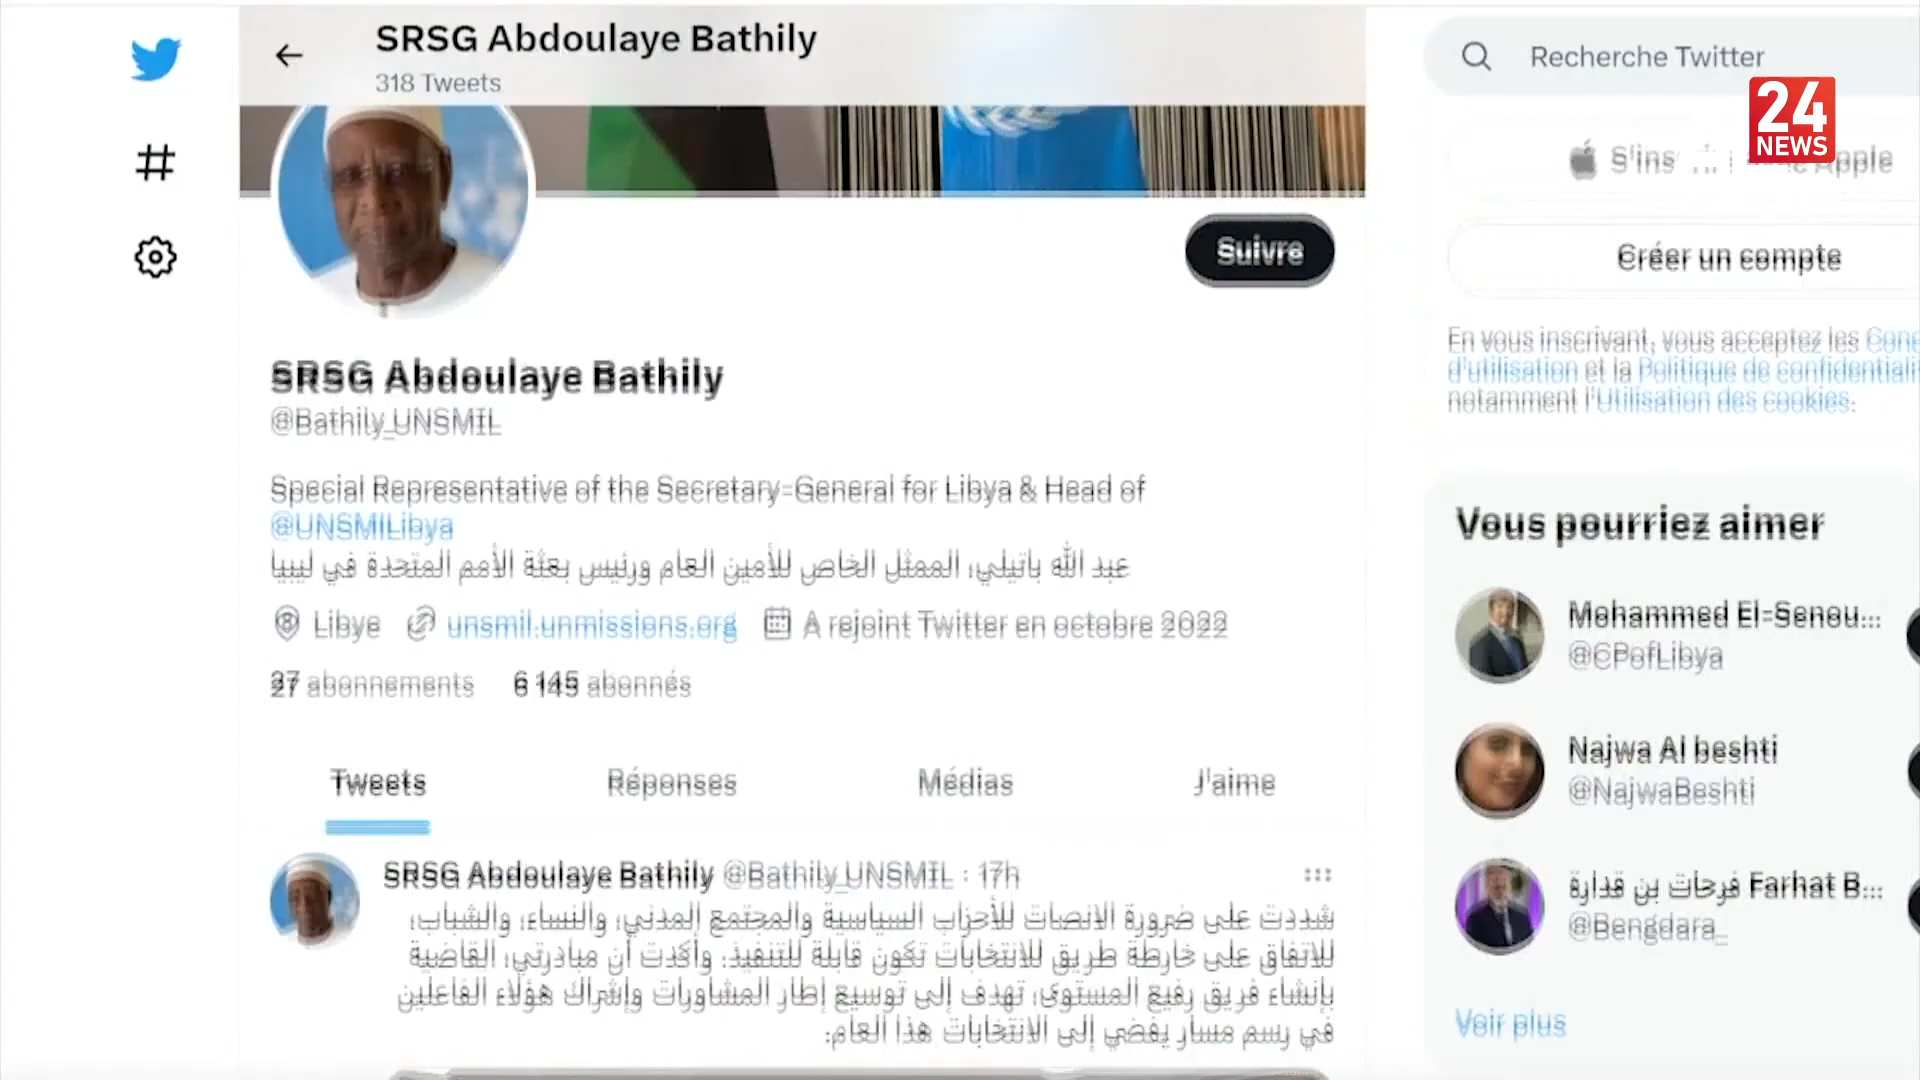 SRSG Abdoulaye Bathily
318 Tweets
Recherche Twitter
24
NEWS
Apple
Suivre
Créer un compte
SRSG Abdoulaye Bathily
@Bathily_UNSMIL
En vous inscrivant, vous acceptez les
d'utilisation et la Politique de
notamment l'Utilisation des cookies.
Special Representative of the Secretary-General for Libya & Head of
@UNSMILibya
عبد الله باتيلي، الممثل الخاص للأمين العام ورئيس بعثة الأمم المتحدة في ليبيا
Libye unsmil.unmissions.org A rejoint Twitter en octobre 2022
27 abonnements 6 145 abonnés
Tweets Réponses Médias J'aime
SRSG Abdoulaye Bathily @Bathily_UNSMIL · 17h
شددت على ضرورة الانصات للأحزاب السياسية والمجتمع المدني، والنساء، والشباب،
للاتفاق على خارطة طريق للانتخابات تكون قابلة للتنفيذ. وأكدت أن مبادرتي، القاضية
بإنشاء فريق رفيع المستوى، تهدف إلى توسيع إطار المشاورات وإشراك هؤلاء الفاعلين
في رسم مسار يفضي إلى الانتخابات هذا العام.
Vous pourriez aimer
Mohammed El-Senou...
@CPofLibya
Najwa Al beshti
@NajwaBeshti
فرحات بن قدارة Farhat B...
@Bengdara_
Voir plus